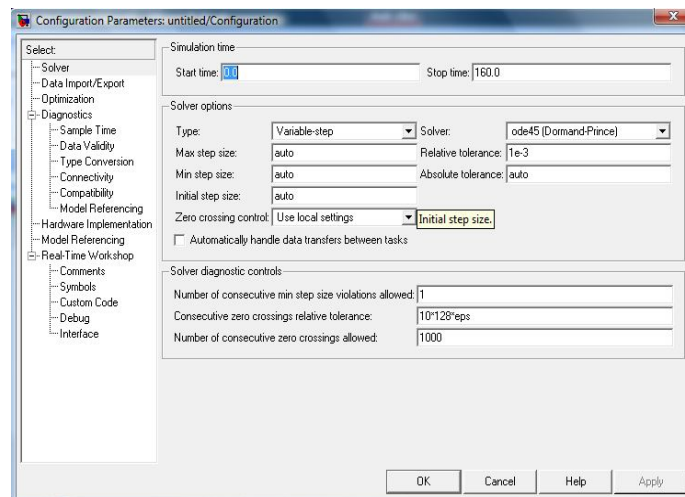 Configuration Parameters: untitled/Configuration
Select:
Solver
Data Import/Export
Optimization
Diagnostics
Sample Time
Data Validity
Type Conversion
Connectivity
Compatibility
Model Referencing
Hardware Implementation
Model Referencing
Real-Time Workshop
Comments
Symbols
Custom Code
Debug
Interface
Simulation time
Start time: 0.0 Stop time: 160.0
Solver options
Type: Variable-step Solver: ode45 (Dormand-Prince)
Max step size: auto Relative tolerance: 1e-3
Min step size: auto Absolute tolerance: auto
Initial step size: auto
Zero crossing control: Use local settings Initial step size.
Automatically handle data transfers between tasks
Solver diagnostic controls
Number of consecutive min step size violations allowed: 1
Consecutive zero crossings relative tolerance: 10*128*eps
Number of consecutive zero crossings allowed: 1000
OK Cancel Help Apply